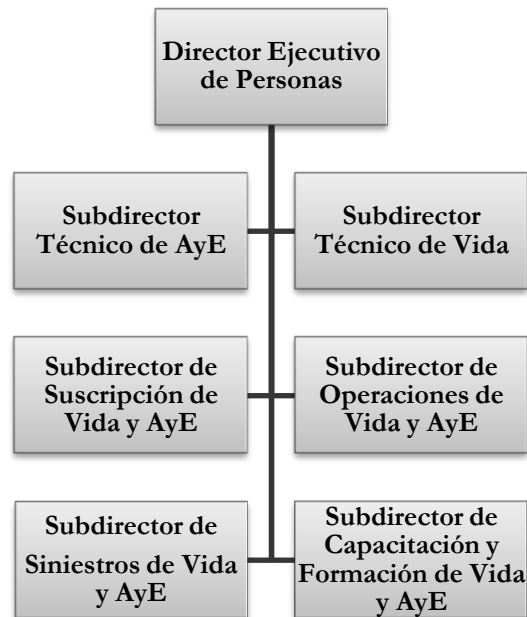 Director Ejecutivo
de Personas
Subdirector
Técnico de AyE
Subdirector
Técnico de Vida
Subdirector de
Suscripción de
Vida y AyE
Subdirector de
Operaciones de
Vida y AyE
Subdirector de
Siniestros de Vida
y AyE
Subdirector de
Capacitación y
Formación de Vida
y AyE